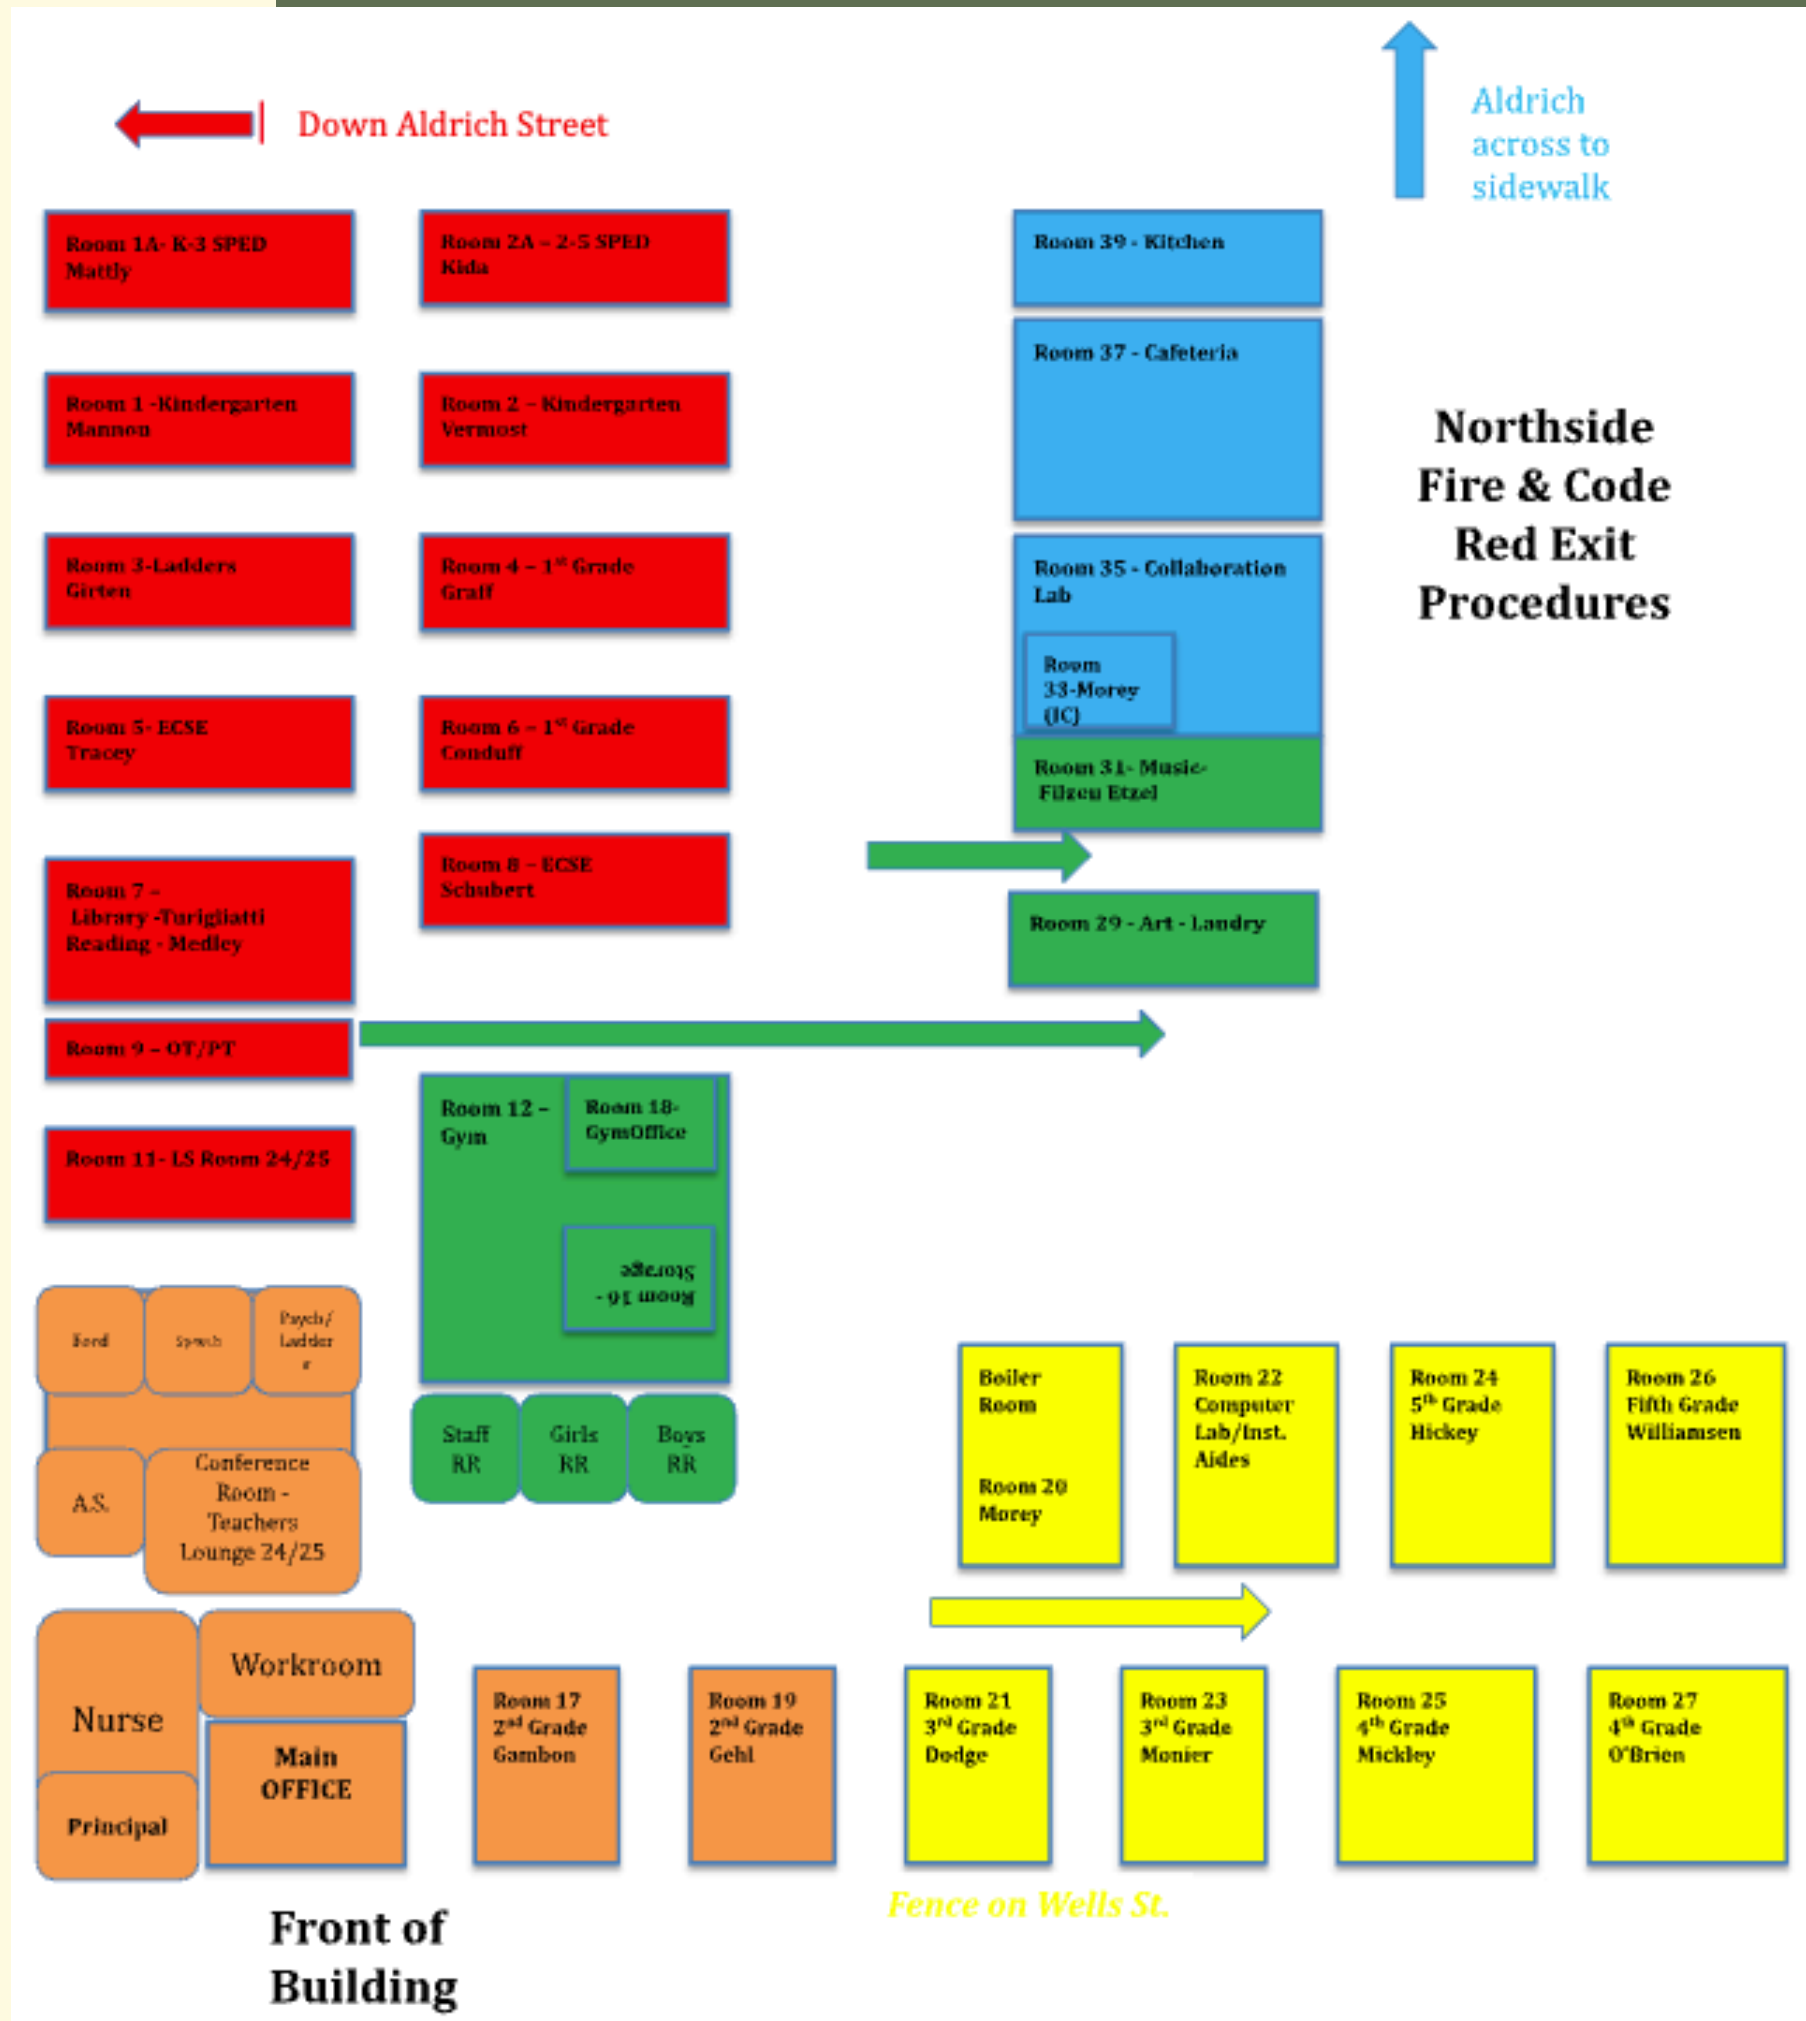 Down Aldrich Street
Aldrich
across to
sidewalk
Room 1A- K-3 SPED
Mattly
Room 2A – 2-5 SPED
Kida
Room 39 - Kitchen
Room 37 - Cafeteria
Northside
Fire & Code
Red Exit
Procedures
Room 1 -Kindergarten
Mannon
Room 2 – Kindergarten
Vermost
Room 3-Ladders
Girten
Room 4 – 1st Grade
Graff
Room 35 - Collaboration
Lab
Room
33-Morey
(IC)
Room 5- ECSE
Tracey
Room 6 – 1st Grade
Conduff
Room 31- Music-
Filzen Etzel
Room 8 – ECSE
Schubert
Room 7 –
Library -Turigliatti
Reading - Medley
Room 29 - Art - Landry
Room 9 – OT/PT
Room 12 –
Gym
Room 18-
GymOffice
Room 11- LS Room 24/25
Room 16 -
Storage
Ford
Speech
Psych/
Ladder
s
A.S.
Conference
Room -
Teachers
Lounge 24/25
Staff
RR
Girls
RR
Boys
RR
Boiler
Room
Room 20
Morey
Room 22
Computer
Lab/Inst.
Aides
Room 24
5th Grade
Hickey
Room 26
Fifth Grade
Williamsen
Nurse
Workroom
Main
OFFICE
Principal
Room 17
2nd Grade
Gambon
Room 19
2nd Grade
Gehl
Room 21
3rd Grade
Dodge
Room 23
3rd Grade
Monier
Room 25
4th Grade
Mickley
Room 27
4th Grade
O'Brien
Fence on Wells St.
Front of
Building